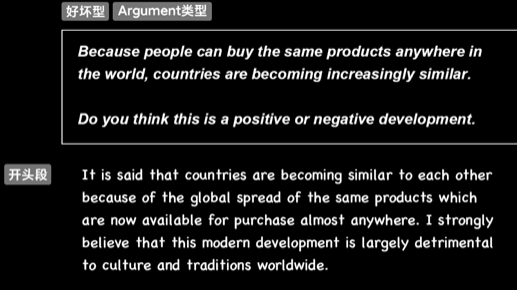 好坏型 Argument类型
Because people can buy the same products anywhere in
the world, countries are becoming increasingly similar.
Do you think this is a positive or negative development.
开头段
It is said that countries are becoming similar to each other
because of the global spread of the same products which
are now available for purchase almost anywhere. I strongly
believe that this modern development is largely detrimental
to culture and traditions worldwide.